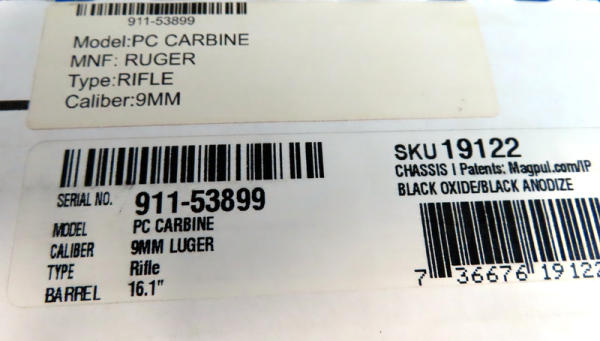 911-53899
Model:PC CARBINE
MNF: RUGER
Type:RIFLE
Caliber:9MM
SERIAL NO. 911-53899
MODEL PC CARBINE
CALIBER 9MM LUGER
TYPE Rifle
BARREL 16.1"
SKU 19122
CHASSIS | Patents: Magpul.com/IP
BLACK OXIDE/BLACK ANODIZE
7 36676 19122